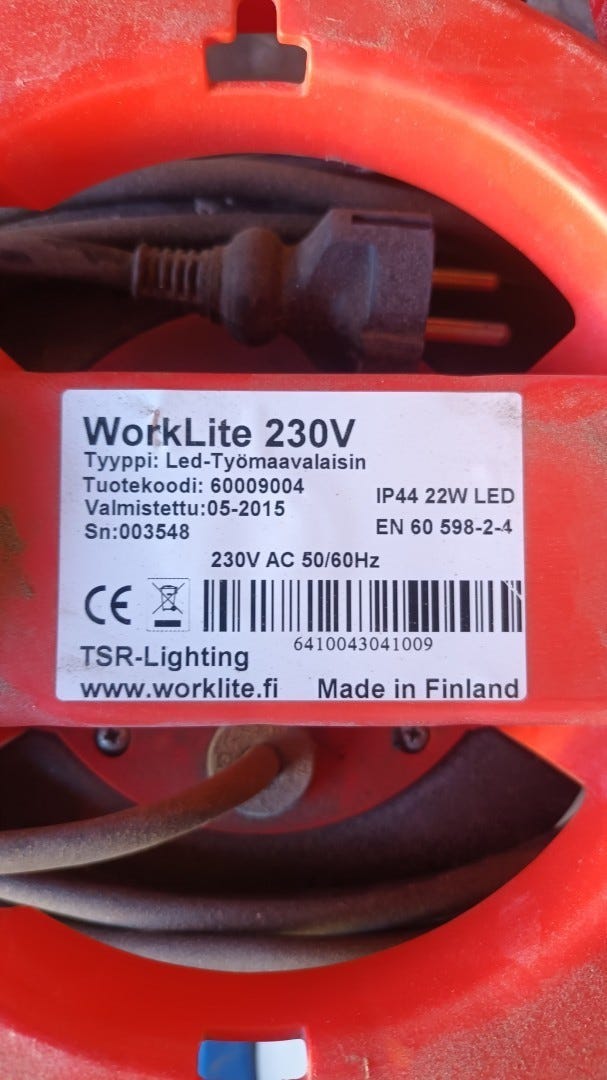 WorkLite 230V
Tyyppi: Led-Työmaavalaisin
Tuotekoodi: 60009004
Valmistettu:05-2015
Sn:003548
IP44 22W LED
EN 60 598-2-4
230V AC 50/60Hz
CE
6410043041009
TSR-Lighting
www.worklite.fi
Made in Finland